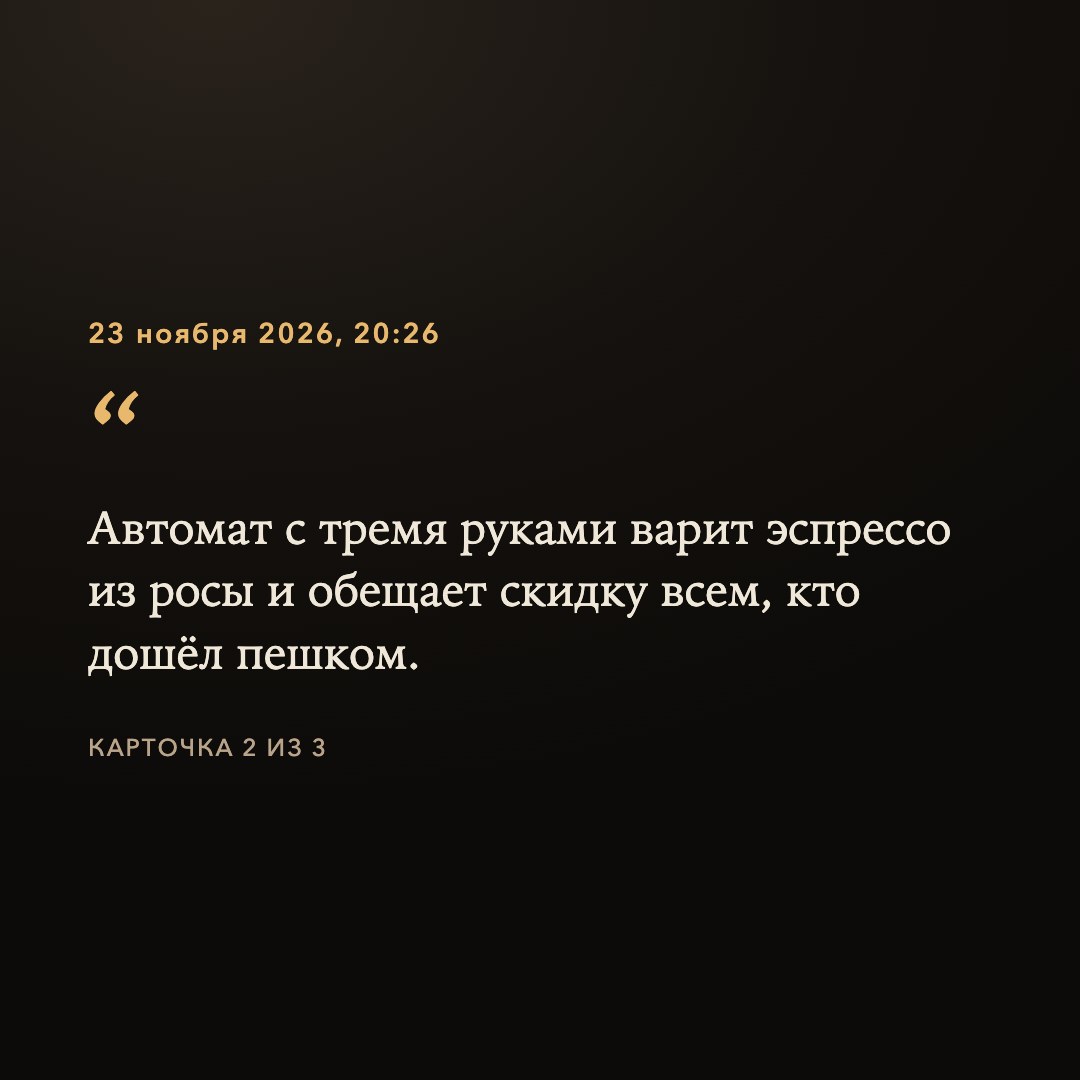 23 ноября 2026, 20:26
“
Автомат с тремя руками варит эспрессо
из росы и обещает скидку всем, кто
дошёл пешком.
КАРТОЧКА 2 ИЗ 3